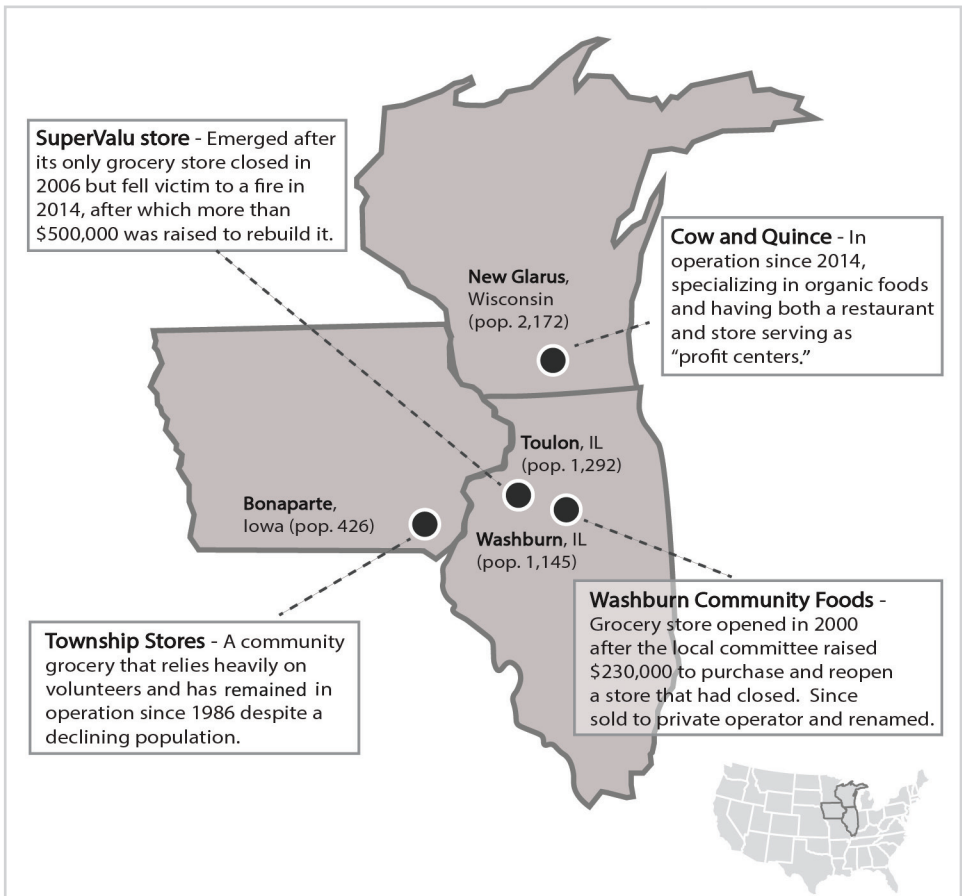 SuperValu store - Emerged after
its only grocery store closed in
2006 but fell victim to a fire in
2014, after which more than
$500,000 was raised to rebuild it.
Cow and Quince - In
operation since 2014,
specializing in organic foods
and having both a restaurant
and store serving as
“profit centers.”
New Glarus,
Wisconsin
(pop. 2,172)
Toulon, IL
(pop. 1,292)
Bonaparte,
Iowa (pop. 426)
Washburn, IL
(pop. 1,145)
Washburn Community Foods -
Grocery store opened in 2000
after the local committee raised
$230,000 to purchase and reopen
a store that had closed. Since
sold to private operator and renamed.
Township Stores - A community
grocery that relies heavily on
volunteers and has remained in
operation since 1986 despite a
declining population.